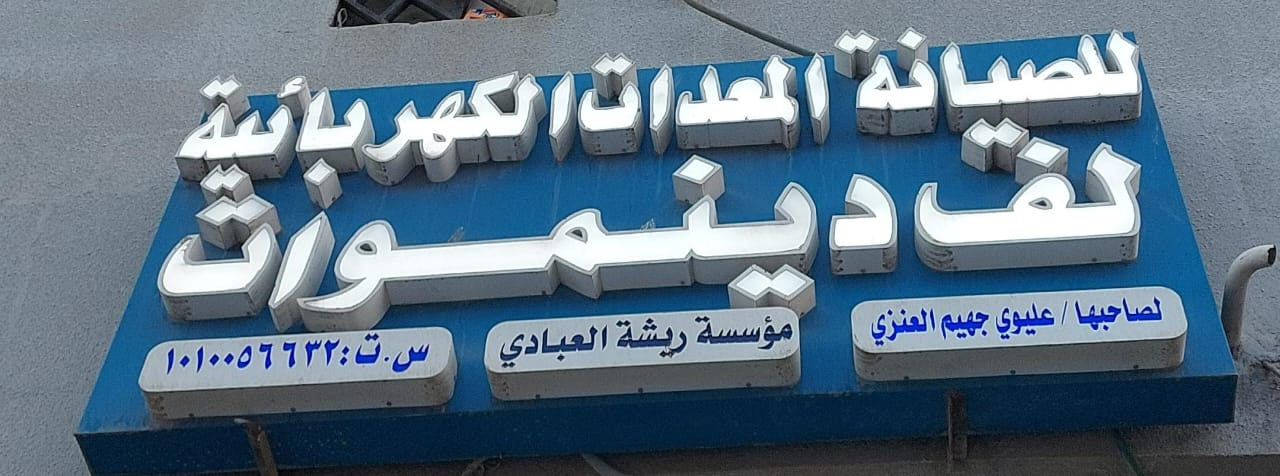 للصيانة المعدات الكهربائية
لف دينموات
لصاحبها / عليوي جهيم العنزي
مؤسسة ريشة العبادي
س.ت: ١٠١٠٠٥٦٦٣٢